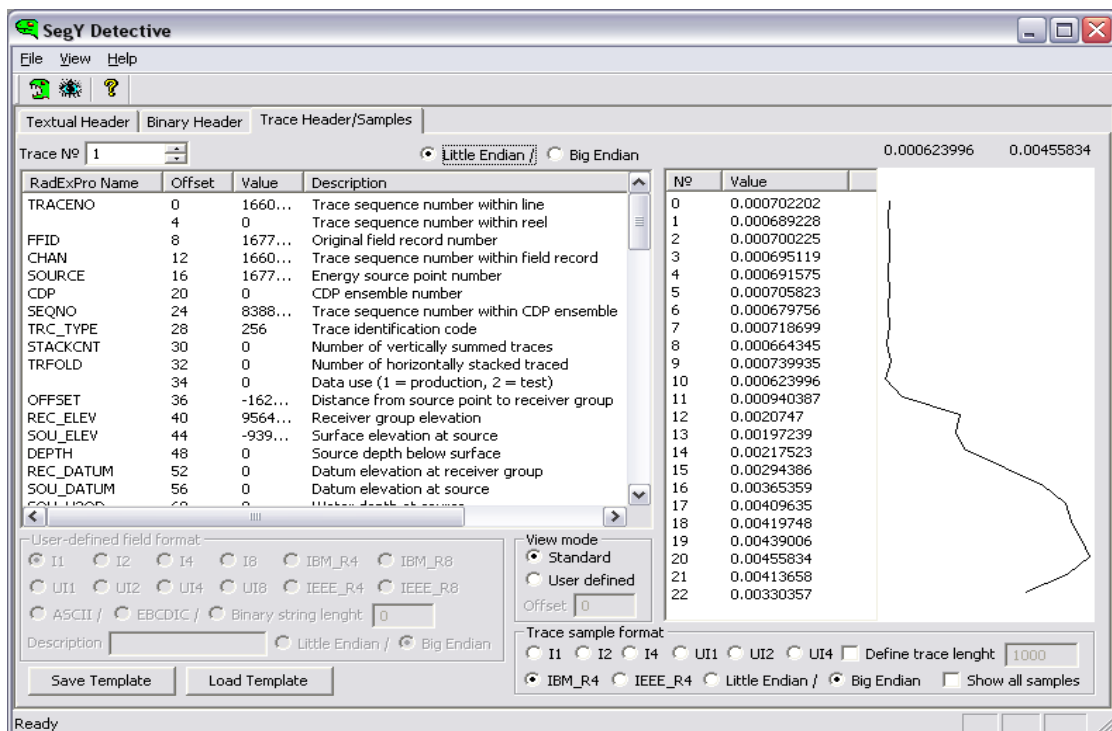 SegY Detective
File View Help
Textual Header Binary Header Trace Header/Samples
Trace Nº 1 Little Endian / Big Endian 0.000623996 0.00455834
RadExPro Name Offset Value Description
TRACENO 0 1660... Trace sequence number within line
4 0 Trace sequence number within reel
FFID 8 1677... Original field record number
CHAN 12 1660... Trace sequence number within field record
SOURCE 16 1677... Energy source point number
CDP 20 0 CDP ensemble number
SEQNO 24 8388... Trace sequence number within CDP ensemble
TRC_TYPE 28 256 Trace identification code
STACKCNT 30 0 Number of vertically summed traces
TRFOLD 32 0 Number of horizontally stacked traced
34 0 Data use (1 = production, 2 = test)
OFFSET 36 -162... Distance from source point to receiver group
REC_ELEV 40 9564... Receiver group elevation
SOU_ELEV 44 -939... Surface elevation at source
DEPTH 48 0 Source depth below surface
REC_DATUM 52 0 Datum elevation at receiver group
SOU_DATUM 56 0 Datum elevation at source
SOU_H2OD 60 0 Water depth at source
Nº Value
0 0.000702202
1 0.000689228
2 0.000700225
3 0.000695119
4 0.000691575
5 0.000705823
6 0.000679756
7 0.000718699
8 0.000664345
9 0.000739935
10 0.000623996
11 0.000940387
12 0.0020747
13 0.00197239
14 0.00217523
15 0.00294386
16 0.00365359
17 0.00409635
18 0.00419748
19 0.00439006
20 0.00455834
21 0.00413658
22 0.00330357
User-defined field format
I1 I2 I4 I8 IBM_R4 IBM_R8
UI1 UI2 UI4 UI8 IEEE_R4 IEEE_R8
ASCII / EBCDIC / Binary string lenght 0
Description Little Endian / Big Endian
View mode
Standard
User defined
Offset 0
Save Template Load Template
Trace sample format
I1 I2 I4 UI1 UI2 UI4 Define trace lenght 1000
IBM_R4 IEEE_R4 Little Endian / Big Endian Show all samples
Ready